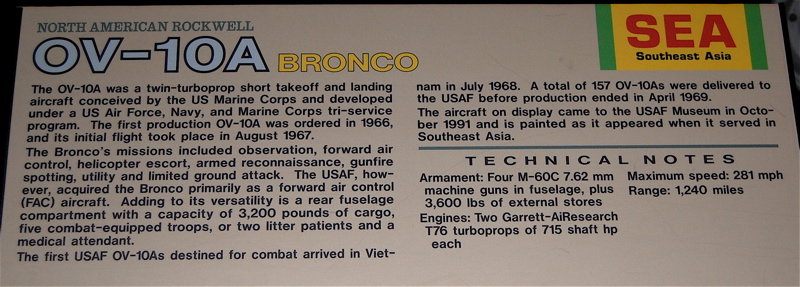 NORTH AMERICAN ROCKWELL
OV-10A BRONCO
SEA
Southeast Asia
The OV-10A was a twin-turboprop short takeoff and landing
aircraft conceived by the US Marine Corps and developed
under a US Air Force, Navy, and Marine Corps tri-service
program. The first production OV-10A was ordered in 1966,
and its initial flight took place in August 1967.
The Bronco's missions included observation, forward air
control, helicopter escort, armed reconnaissance, gunfire
spotting, utility and limited ground attack. The USAF, how-
ever, acquired the Bronco primarily as a forward air control
(FAC) aircraft. Adding to its versatility is a rear fuselage
compartment with a capacity of 3,200 pounds of cargo,
five combat-equipped troops, or two litter patients and a
medical attendant.
The first USAF OV-10As destined for combat arrived in Viet-
nam in July 1968. A total of 157 OV-10As were delivered to
the USAF before production ended in April 1969.
The aircraft on display came to the USAF Museum in Octo-
ber 1991 and is painted as it appeared when it served in
Southeast Asia.
TECHNICAL NOTES
Armament: Four M-60C 7.62 mm
machine guns in fuselage, plus
3,600 lbs of external stores
Engines: Two Garrett-AiResearch
T76 turboprops of 715 shaft hp
each
Maximum speed: 281 mph
Range: 1,240 miles